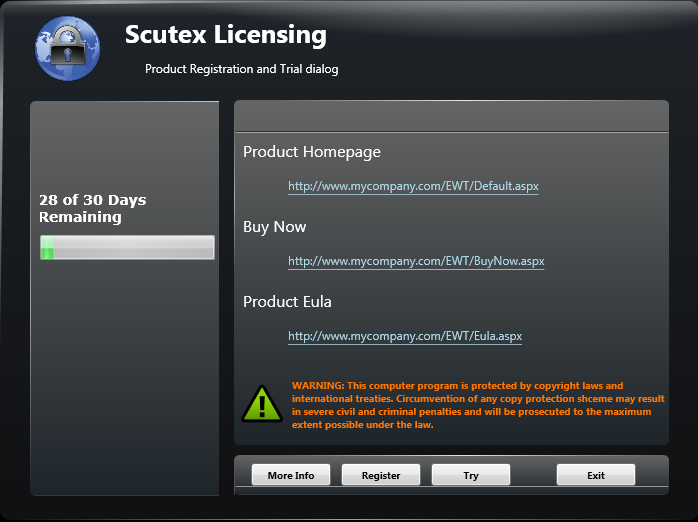 Scutex Licensing
Product Registration and Trial dialog
28 of 30 Days
Remaining
Product Homepage
http://www.mycompany.com/EWT/Default.aspx
Buy Now
http://www.mycompany.com/EWT/BuyNow.aspx
Product Eula
http://www.mycompany.com/EWT/Eula.aspx
WARNING: This computer program is protected by copyright laws and
international treaties. Circumvention of any copy protection shceme may result
in severe civil and criminal penalties and will be prosecuted to the maximum
extent possible under the law.
More Info Register Try Exit